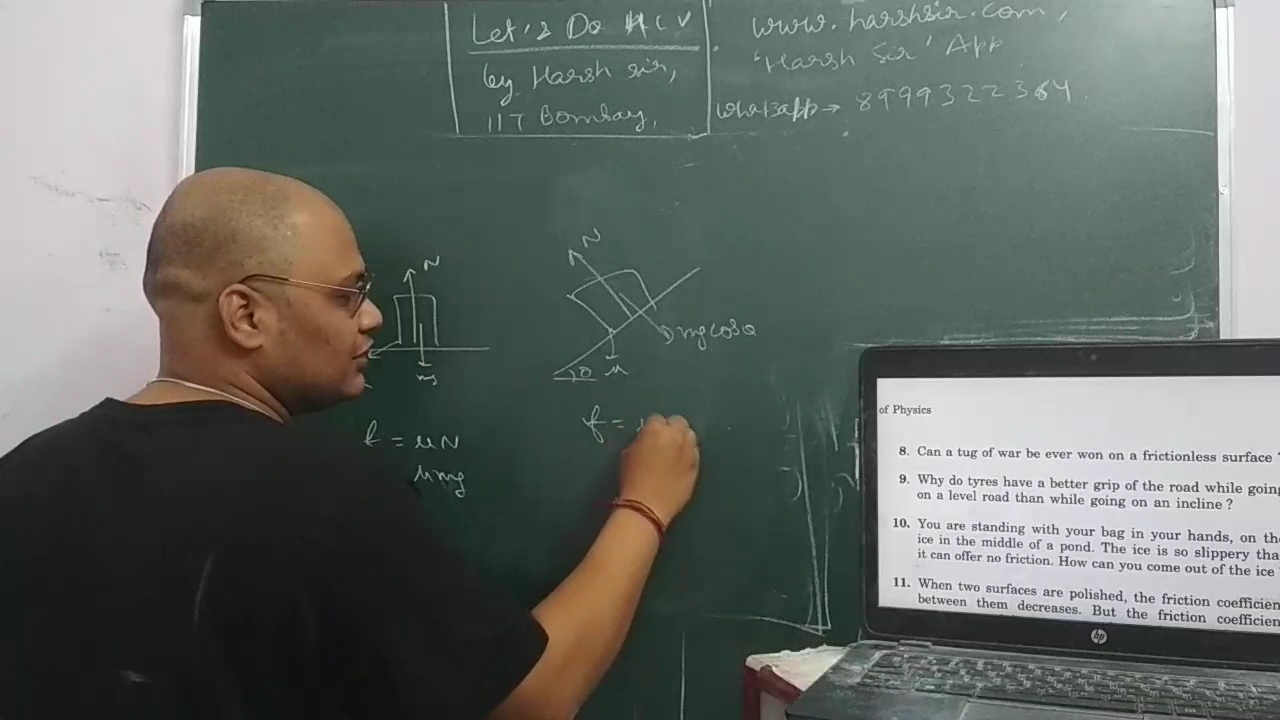 Let's Do HCV
by Harsh sir,
IIT Bombay,
www.harshsir.com,
'Harsh Sir' App
whatsapp → 8999322364
N
mg
f = μN
μmg
N
mg cosθ
θ
μ
f = μ
of Physics
8. Can a tug of war be ever won on a frictionless surface ?
9. Why do tyres have a better grip of the road while going
on a level road than while going on an incline ?
10. You are standing with your bag in your hands, on the
ice in the middle of a pond. The ice is so slippery tha
it can offer no friction. How can you come out of the ice
11. When two surfaces are polished, the friction coefficien
between them decreases. But the friction coefficien
hp